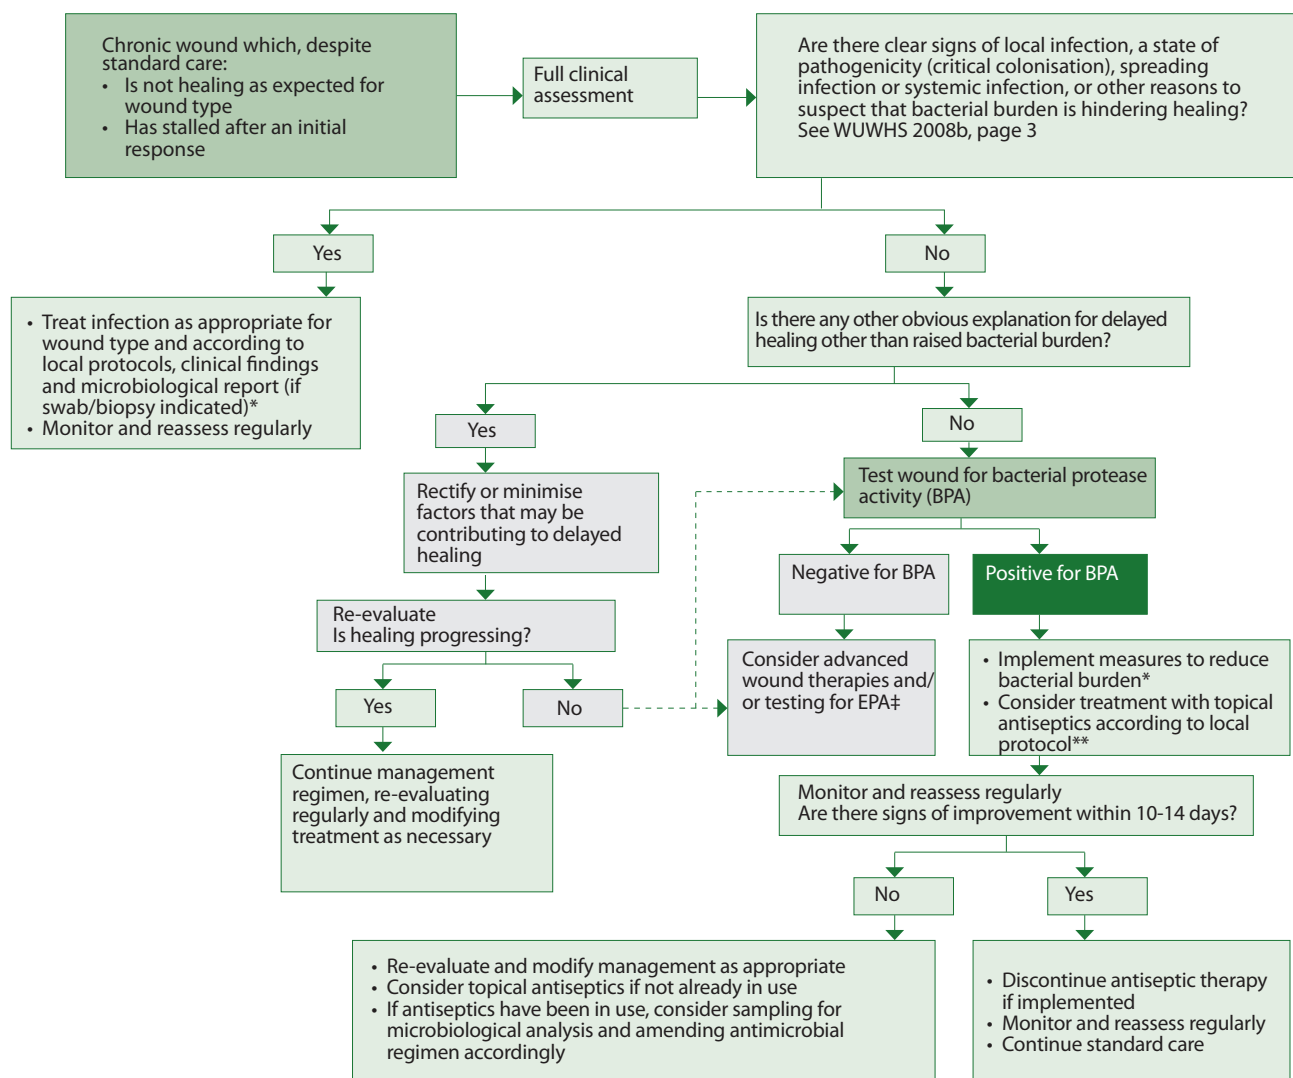 Chronic wound which, despite
standard care:
• Is not healing as expected for
wound type
• Has stalled after an initial
response
Full clinical
assessment
Are there clear signs of local infection, a state of
pathogenicity (critical colonisation), spreading
infection or systemic infection, or other reasons to
suspect that bacterial burden is hindering healing?
See WUWHS 2008b, page 3
Yes
No
• Treat infection as appropriate for
wound type and according to
local protocols, clinical findings
and microbiological report (if
swab/biopsy indicated)*
• Monitor and reassess regularly
Is there any other obvious explanation for delayed
healing other than raised bacterial burden?
Yes
No
Rectify or minimise
factors that may be
contributing to delayed
healing
Test wound for bacterial protease
activity (BPA)
Negative for BPA
Positive for BPA
Re-evaluate
Is healing progressing?
Yes
No
Consider advanced
wound therapies and/
or testing for EPA‡
• Implement measures to reduce
bacterial burden*
• Consider treatment with topical
antiseptics according to local
protocol**
Continue management
regimen, re-evaluating
regularly and modifying
treatment as necessary
Monitor and reassess regularly
Are there signs of improvement within 10-14 days?
No
Yes
• Re-evaluate and modify management as appropriate
• Consider topical antiseptics if not already in use
• If antiseptics have been in use, consider sampling for
microbiological analysis and amending antimicrobial
regimen accordingly
• Discontinue antiseptic therapy
if implemented
• Monitor and reassess regularly
• Continue standard care